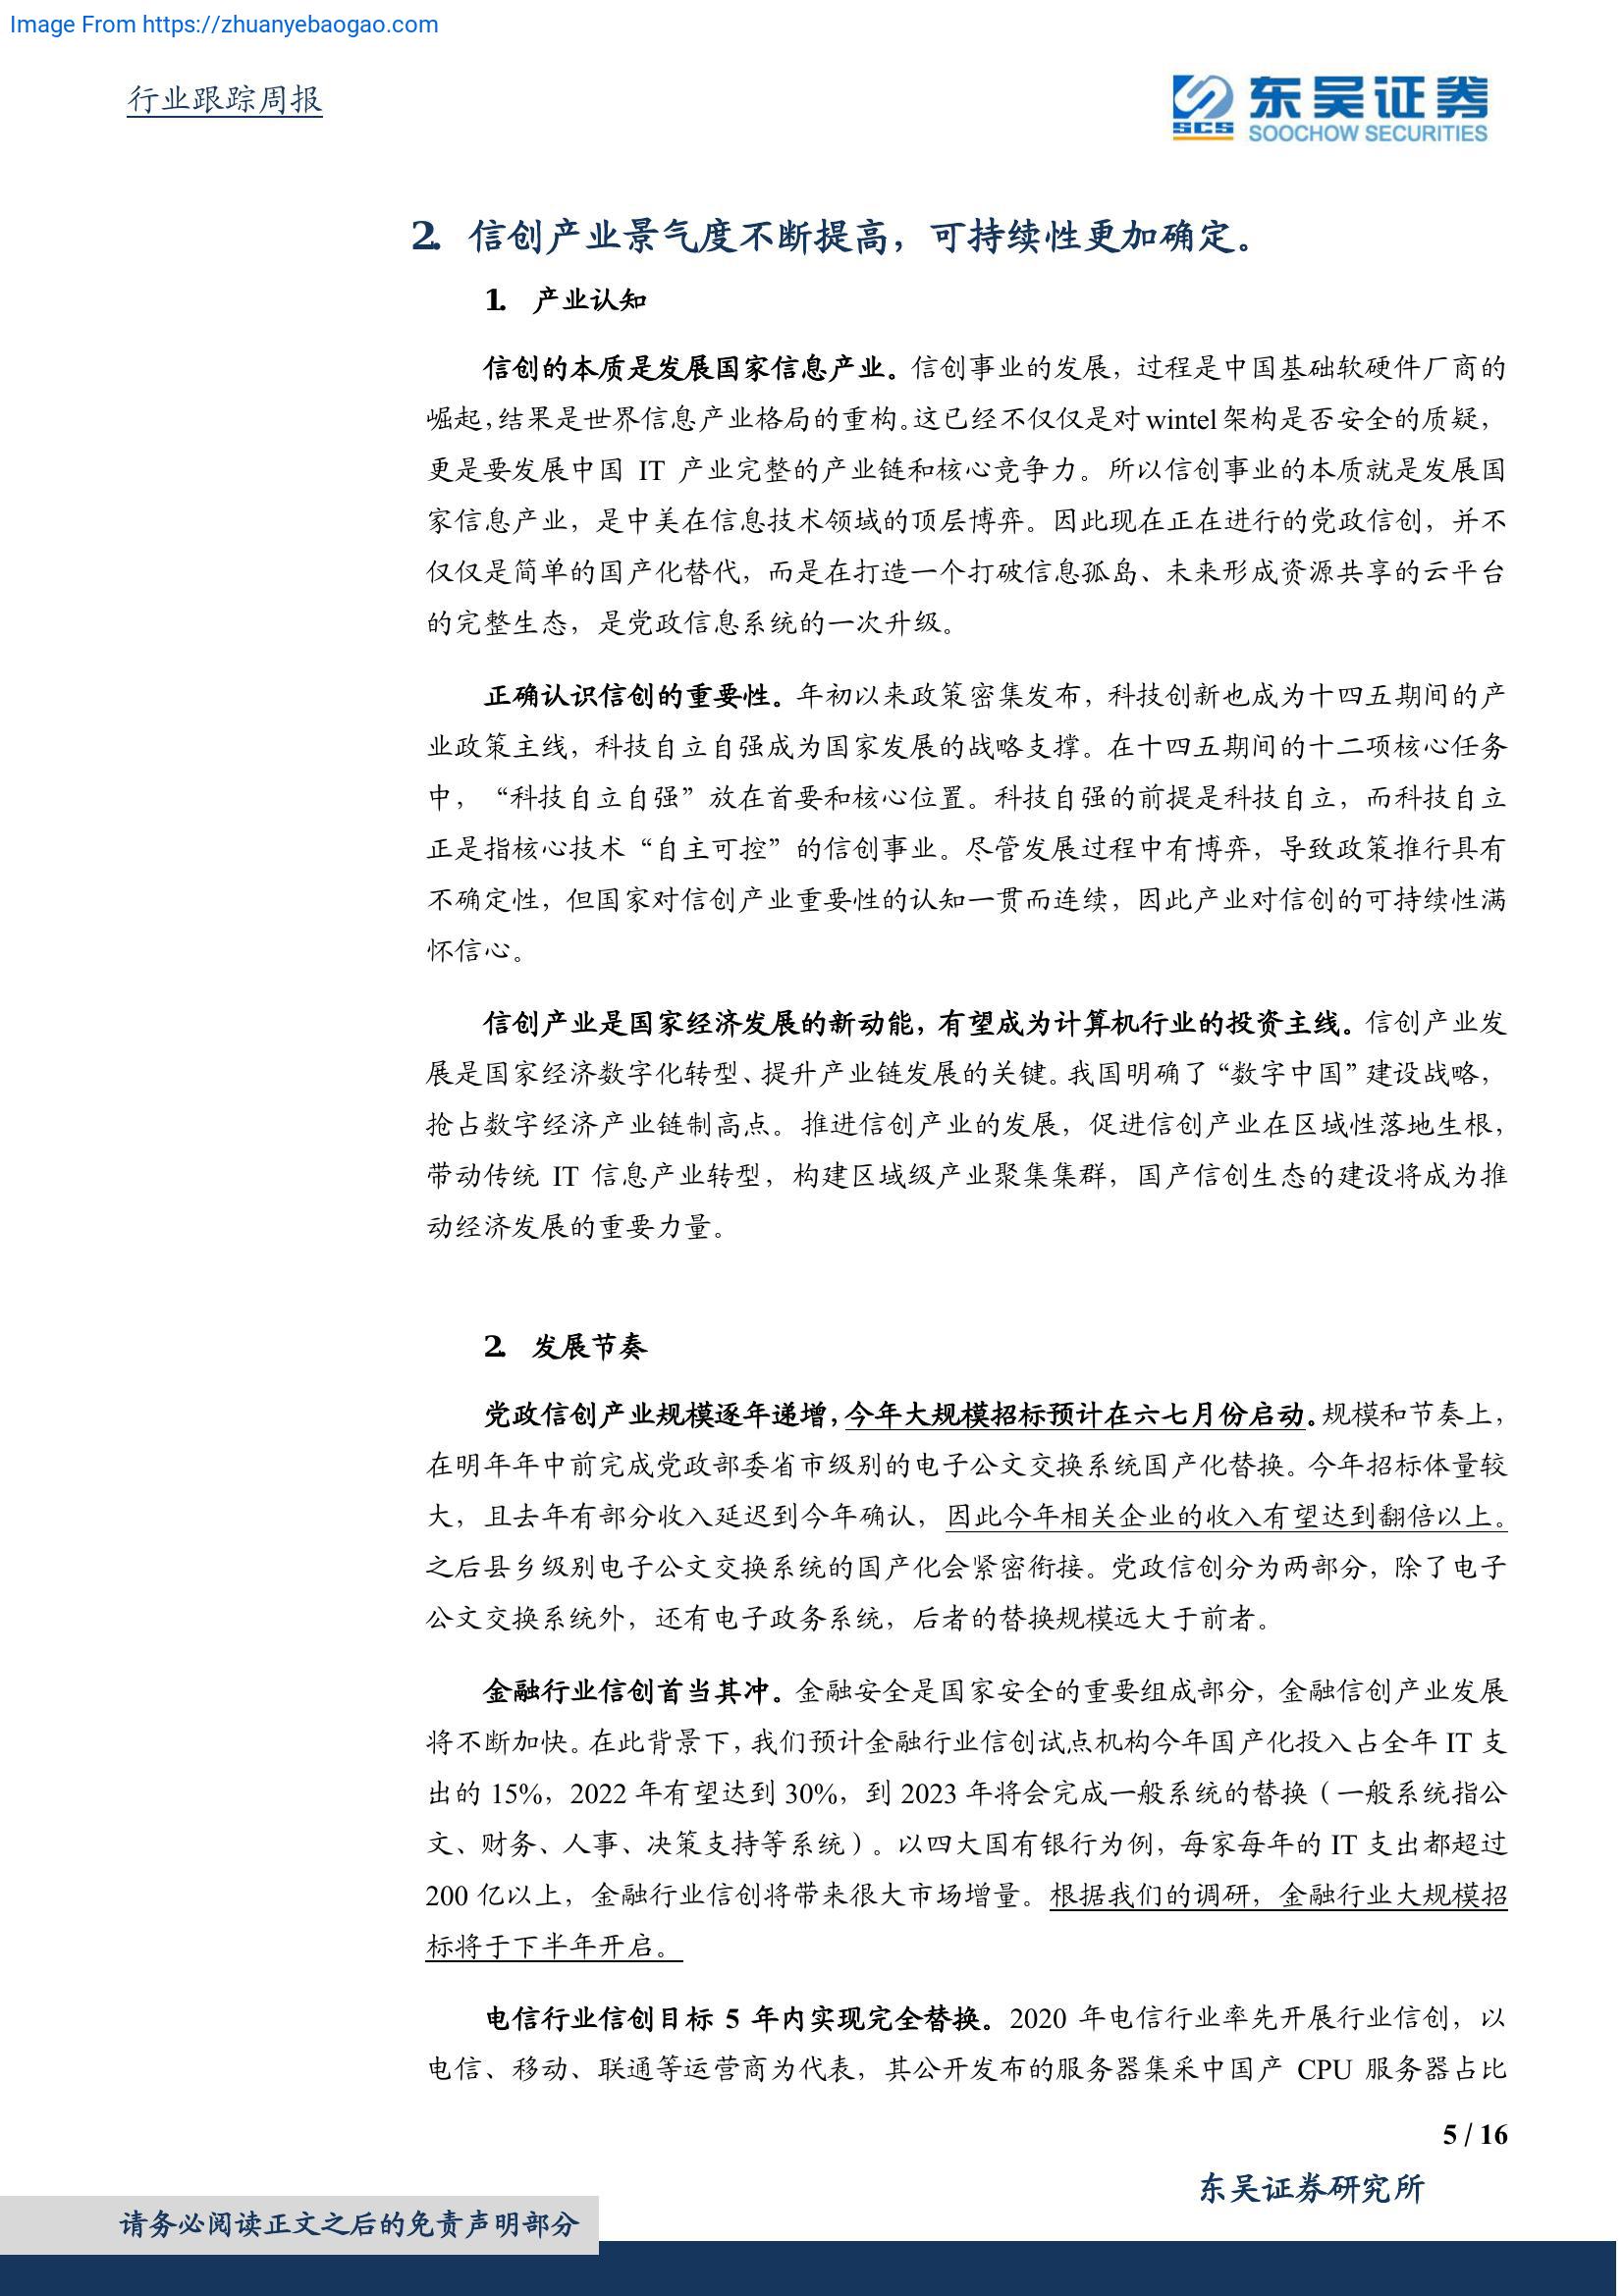 Image From https://zhuanyebaogao.com
行业跟踪周报
SCS
东吴证券
SOOCHOW SECURITIES
2. 信创产业景气度不断提高，可持续性更加确定。
1. 产业认知
信创的本质是发展国家信息产业。信创事业的发展，过程是中国基础软硬件厂商的
崛起，结果是世界信息产业格局的重构。这已经不仅仅是对 wintel 架构是否安全的质疑，
更是要发展中国 IT 产业完整的产业链和核心竞争力。所以信创事业的本质就是发展国
家信息产业，是中美在信息技术领域的顶层博弈。因此现在正在进行的党政信创，并不
仅仅是简单的国产化替代，而是在打造一个打破信息孤岛、未来形成资源共享的云平台
的完整生态，是党政信息系统的一次升级。
正确认识信创的重要性。年初以来政策密集发布，科技创新也成为十四五期间的产
业政策主线，科技自立自强成为国家发展的战略支撑。在十四五期间的十二项核心任务
中，“科技自立自强”放在首要和核心位置。科技自强的前提是科技自立，而科技自立
正是指核心技术“自主可控”的信创事业。尽管发展过程中有博弈，导致政策推行具有
不确定性，但国家对信创产业重要性的认知一贯而连续，因此产业对信创的可持续性满
怀信心。
信创产业是国家经济发展的新动能，有望成为计算机行业的投资主线。信创产业发
展是国家经济数字化转型、提升产业链发展的关键。我国明确了“数字中国”建设战略，
抢占数字经济产业链制高点。推进信创产业的发展，促进信创产业在区域性落地生根，
带动传统 IT 信息产业转型，构建区域级产业聚集集群，国产信创生态的建设将成为推
动经济发展的重要力量。
2. 发展节奏
党政信创产业规模逐年递增，今年大规模招标预计在六七月份启动。规模和节奏上，
在明年年中前完成党政部委省市级别的电子公文交换系统国产化替换。今年招标体量较
大，且去年有部分收入延迟到今年确认，因此今年相关企业的收入有望达到翻倍以上。
之后县乡级别电子公文交换系统的国产化会紧密衔接。党政信创分为两部分，除了电子
公文交换系统外，还有电子政务系统，后者的替换规模远大于前者。
金融行业信创首当其冲。金融安全是国家安全的重要组成部分，金融信创产业发展
将不断加快。在此背景下，我们预计金融行业信创试点机构今年国产化投入占全年 IT 支
出的 15%，2022 年有望达到 30%，到 2023 年将会完成一般系统的替换（一般系统指公
文、财务、人事、决策支持等系统）。以四大国有银行为例，每家每年的 IT 支出都超过
200 亿以上，金融行业信创将带来很大市场增量。根据我们的调研，金融行业大规模招
标将于下半年开启。
电信行业信创目标 5 年内实现完全替换。2020 年电信行业率先开展行业信创，以
电信、移动、联通等运营商为代表，其公开发布的服务器集采中国产 CPU 服务器占比
5 / 16
东吴证券研究所
请务必阅读正文之后的免责声明部分